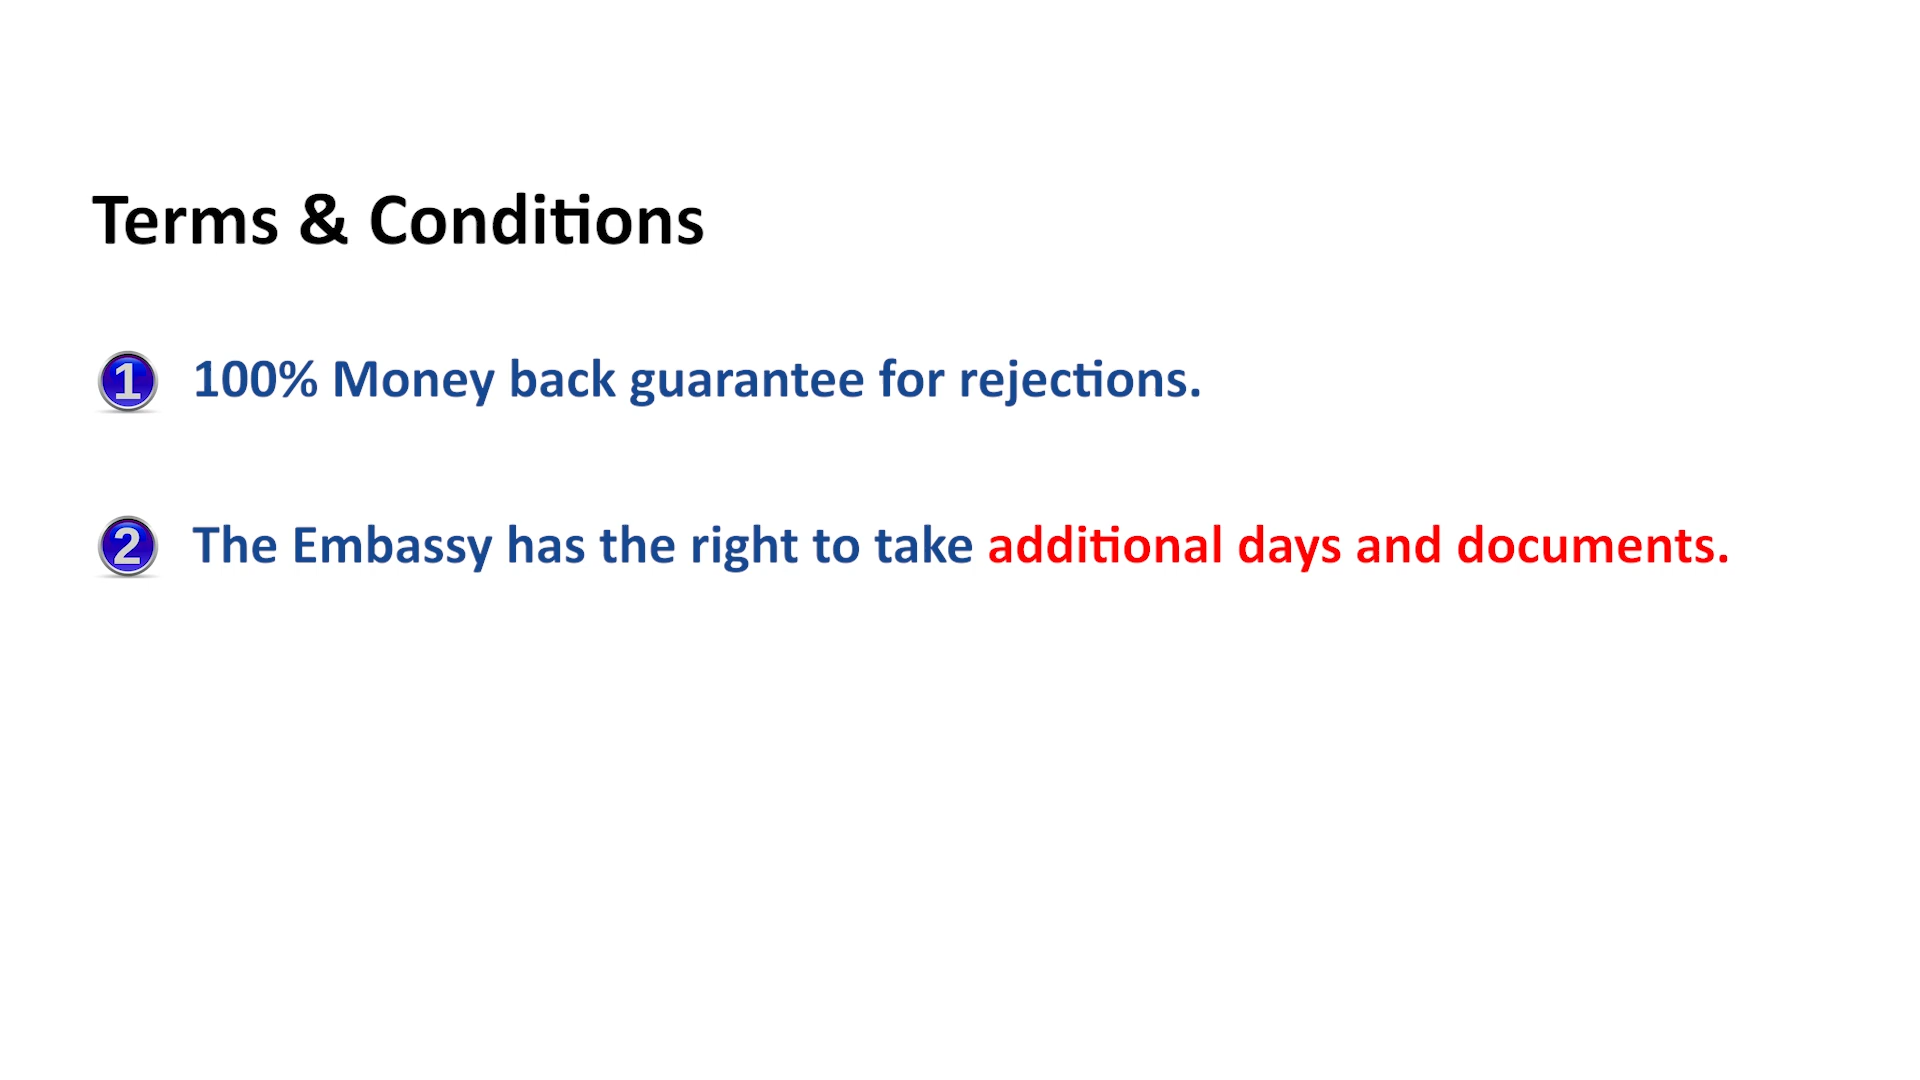 Terms & Conditions
1 100% Money back guarantee for rejections.
2 The Embassy has the right to take additional days and documents.